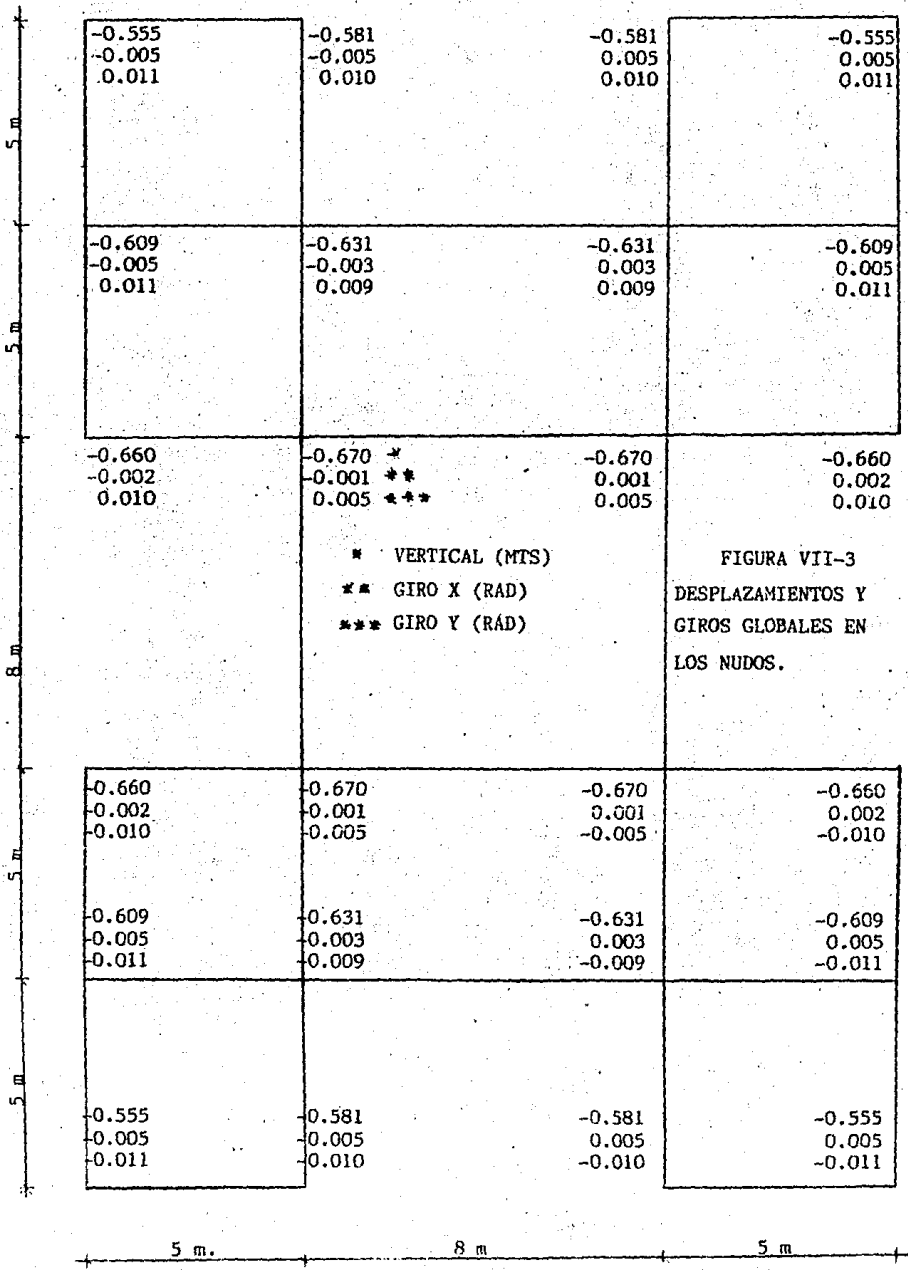 -0.555 -0.581 -0.581 -0.555
-0.005 -0.005 0.005 0.005
0.011 0.010 0.010 0.011
5 m
-0.609 -0.631 -0.631 -0.609
-0.005 -0.003 0.003 0.005
0.011 0.009 0.009 0.011
5 m
-0.660 -0.670 * -0.670 -0.660
-0.002 -0.001 ** 0.001 0.002
0.010 0.005 *** 0.005 0.010
* VERTICAL (MTS)
** GIRO X (RAD)
*** GIRO Y (RAD)
FIGURA VII-3
DESPLAZAMIENTOS Y
GIROS GLOBALES EN
LOS NUDOS.
8 m
-0.660 -0.670 -0.670 -0.660
-0.002 -0.001 0.001 0.002
-0.010 -0.005 -0.005 -0.010
5 m
-0.609 -0.631 -0.631 -0.609
-0.005 -0.003 0.003 0.005
-0.011 -0.009 -0.009 -0.011
5 m
-0.555 -0.581 -0.581 -0.555
-0.005 -0.005 0.005 0.005
-0.011 -0.010 -0.010 -0.011
5 m. 8 m 5 m